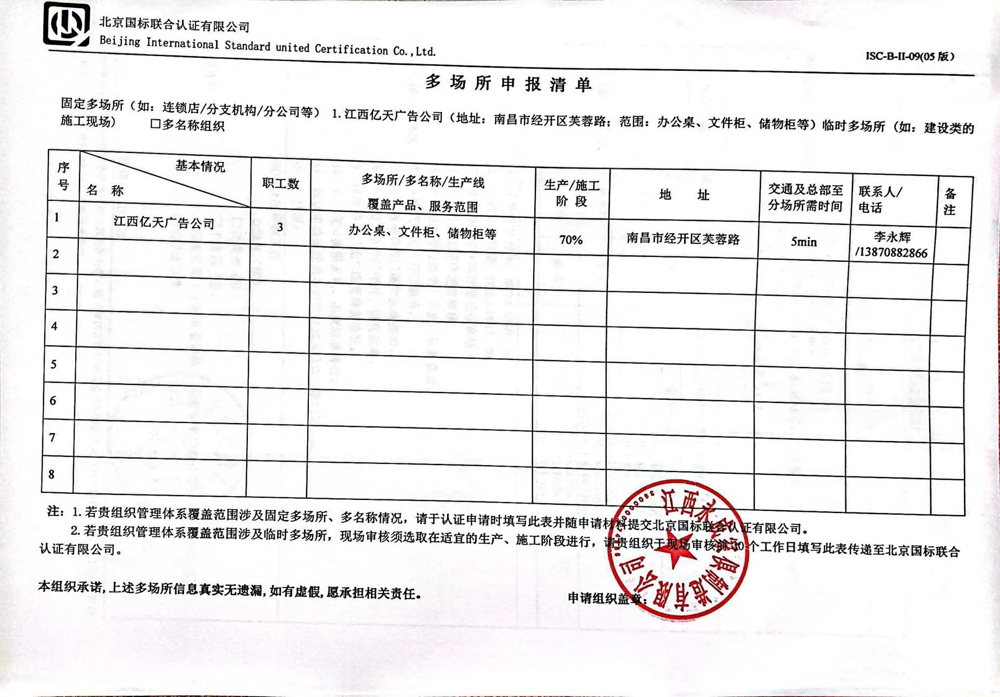 北京国标联合认证有限公司
Beijing International Standard united Certification Co.,Ltd.
ISC-B-II-09(05 版)
多场所申报清单
固定多场所（如：连锁店/分支机构/分公司等） 1.江西亿天广告公司（地址：南昌市经开区芙蓉路；范围：办公桌、文件柜、储物柜等）临时多场所（如：建设类的
施工现场） □多名称组织
序号 基本情况 名 称 职工数 多场所/多名称/生产线 覆盖产品、服务范围 生产/施工阶 段 地 址 交通及总部至分场所需时间 联系人/电话 备注
1 江西亿天广告公司 3 办公桌、文件柜、储物柜等 70% 南昌市经开区芙蓉路 5min 李永辉/13870882866
2
3
4
5
6
7
8
注：1.若贵组织管理体系覆盖范围涉及固定多场所、多名称情况，请于认证申请时填写此表并随申请材料提交北京国标联合认证有限公司。
2.若贵组织管理体系覆盖范围涉及临时多场所，现场审核须选取在适宜的生产、施工阶段进行，请贵组织于现场审核前 10 个工作日填写此表传递至北京国标联合
认证有限公司。
本组织承诺,上述多场所信息真实无遗漏,如有虚假,愿承担相关责任。
申请组织盖章：